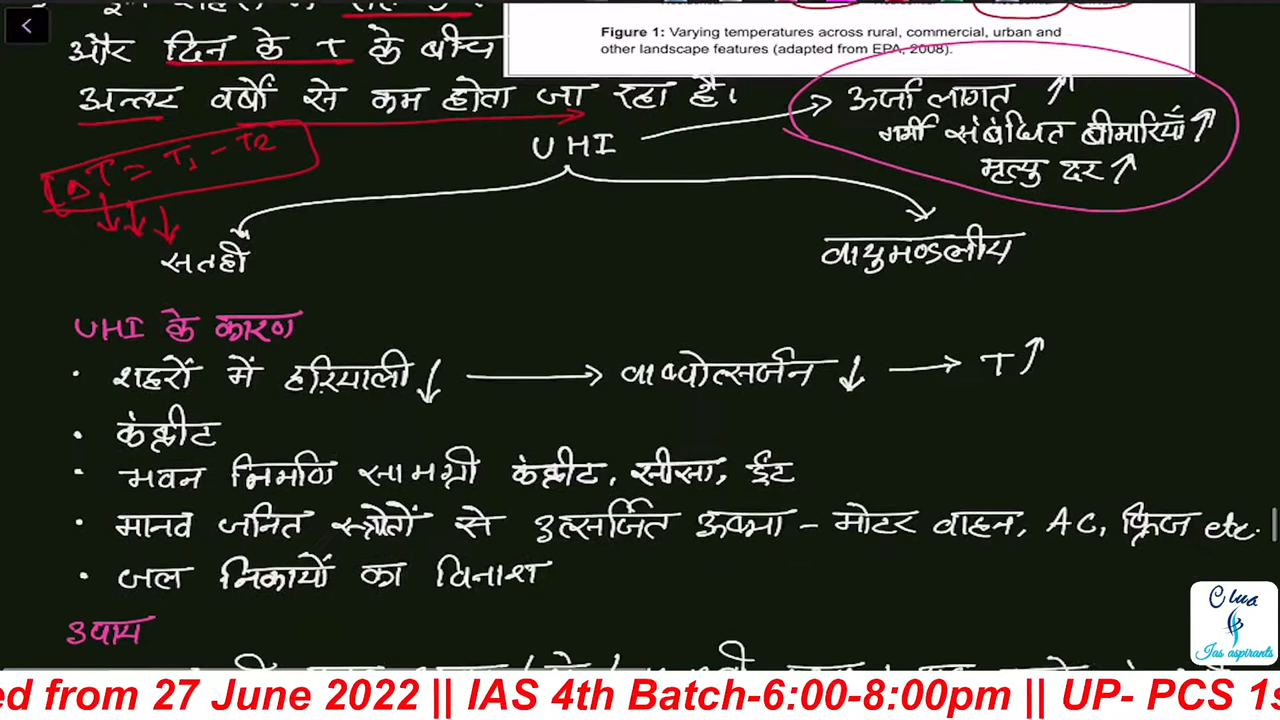 Figure 1: Varying temperatures across rural, commercial, urban and
other landscape features (adapted from EPA, 2008).
और दिन के T के बीच
अन्तर वर्षो से कम होता जा रहा है।
ऊर्जा लागत ↑
गर्मी संबंधित बीमारियाँ ↑
मृत्यु दर ↑
UHI
ΔT = T₁ - T₂
सतही
वायुमण्डलीय
UHI के कारण
· शहरों में हरियाली ↓ → वाष्पोत्सर्जन ↓ → T↑
· कंक्रीट
· भवन निर्माण सामग्री कंक्रीट, सीसा, ईंट
· मानव जनित स्त्रोतों से उत्सर्जित ऊष्मा - मोटर वाहन, AC, फ्रिज etc.
· जल निकायों का विनाश
उपाय
Clue
Ias aspirants
ed from 27 June 2022 || IAS 4th Batch-6:00-8:00pm || UP- PCS 1s